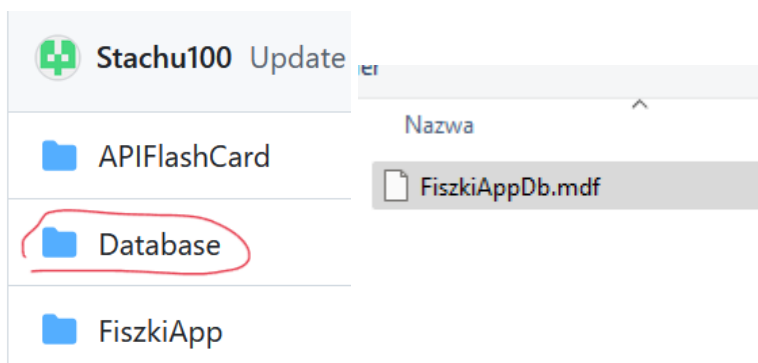 Stachu100 Update
APIFlashCard
Database
FiszkiApp
Nazwa
FiszkiAppDb.mdf